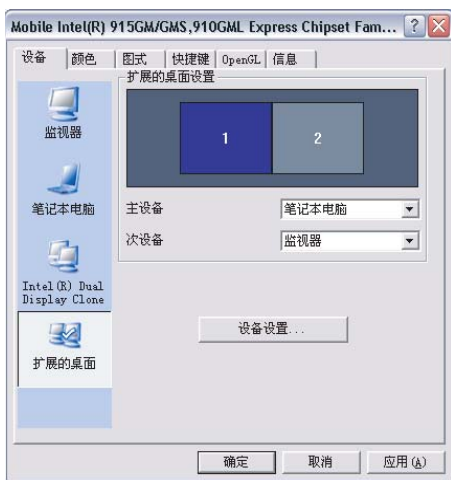 Mobile Intel(R) 915GM/GMS,910GML Express Chipset Fam...
设备 颜色 图式 快捷键 OpenGL 信息
扩展的桌面设置
1 2
监视器
主设备 笔记本电脑
笔记本电脑
次设备 监视器
Intel(R) Dual
Display Clone
设备设置...
扩展的桌面
确定 取消 应用(A)